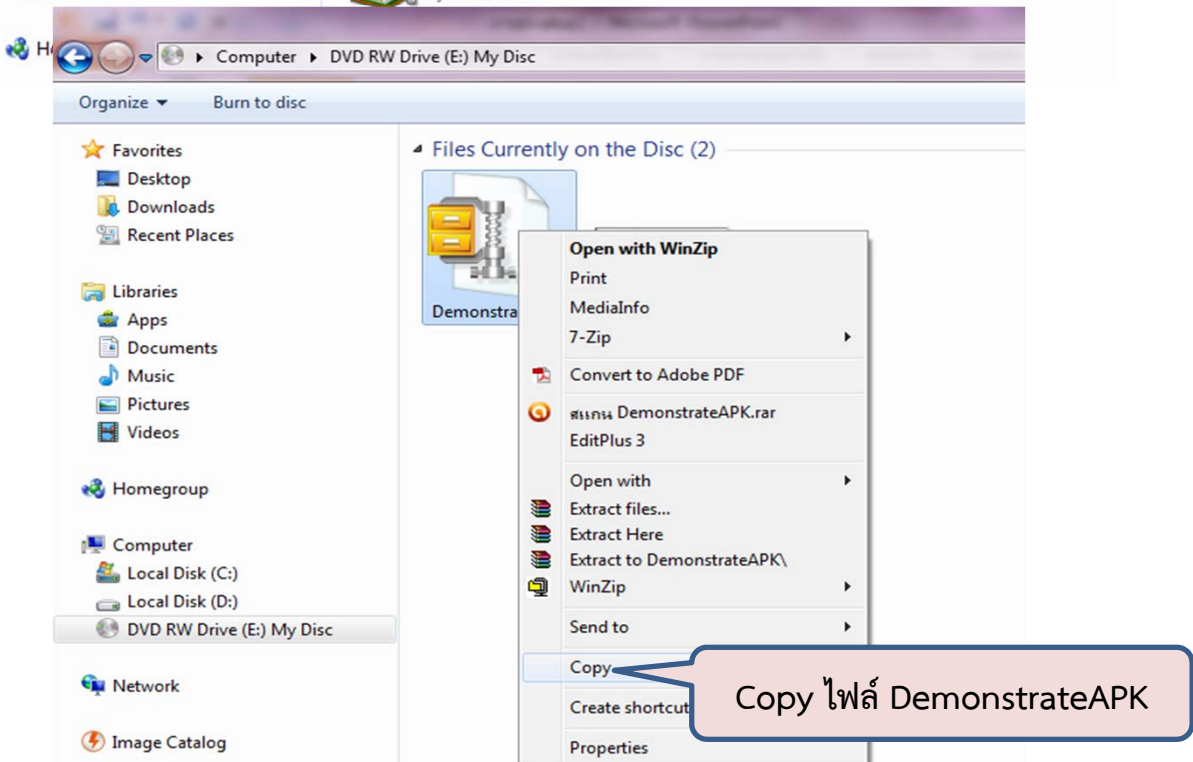 Computer ▸ DVD RW Drive (E:) My Disc
Organize ▾ Burn to disc
Favorites
Desktop
Downloads
Recent Places
Libraries
Apps
Documents
Music
Pictures
Videos
Homegroup
Computer
Local Disk (C:)
Local Disk (D:)
DVD RW Drive (E:) My Disc
Network
Image Catalog
Files Currently on the Disc (2)
Demonstra
Open with WinZip
Print
MediaInfo
7-Zip
Convert to Adobe PDF
สแกน DemonstrateAPK.rar
EditPlus 3
Open with
Extract files...
Extract Here
Extract to DemonstrateAPK\
WinZip
Send to
Copy
Create shortcut
Properties
Copy ไฟล์ DemonstrateAPK